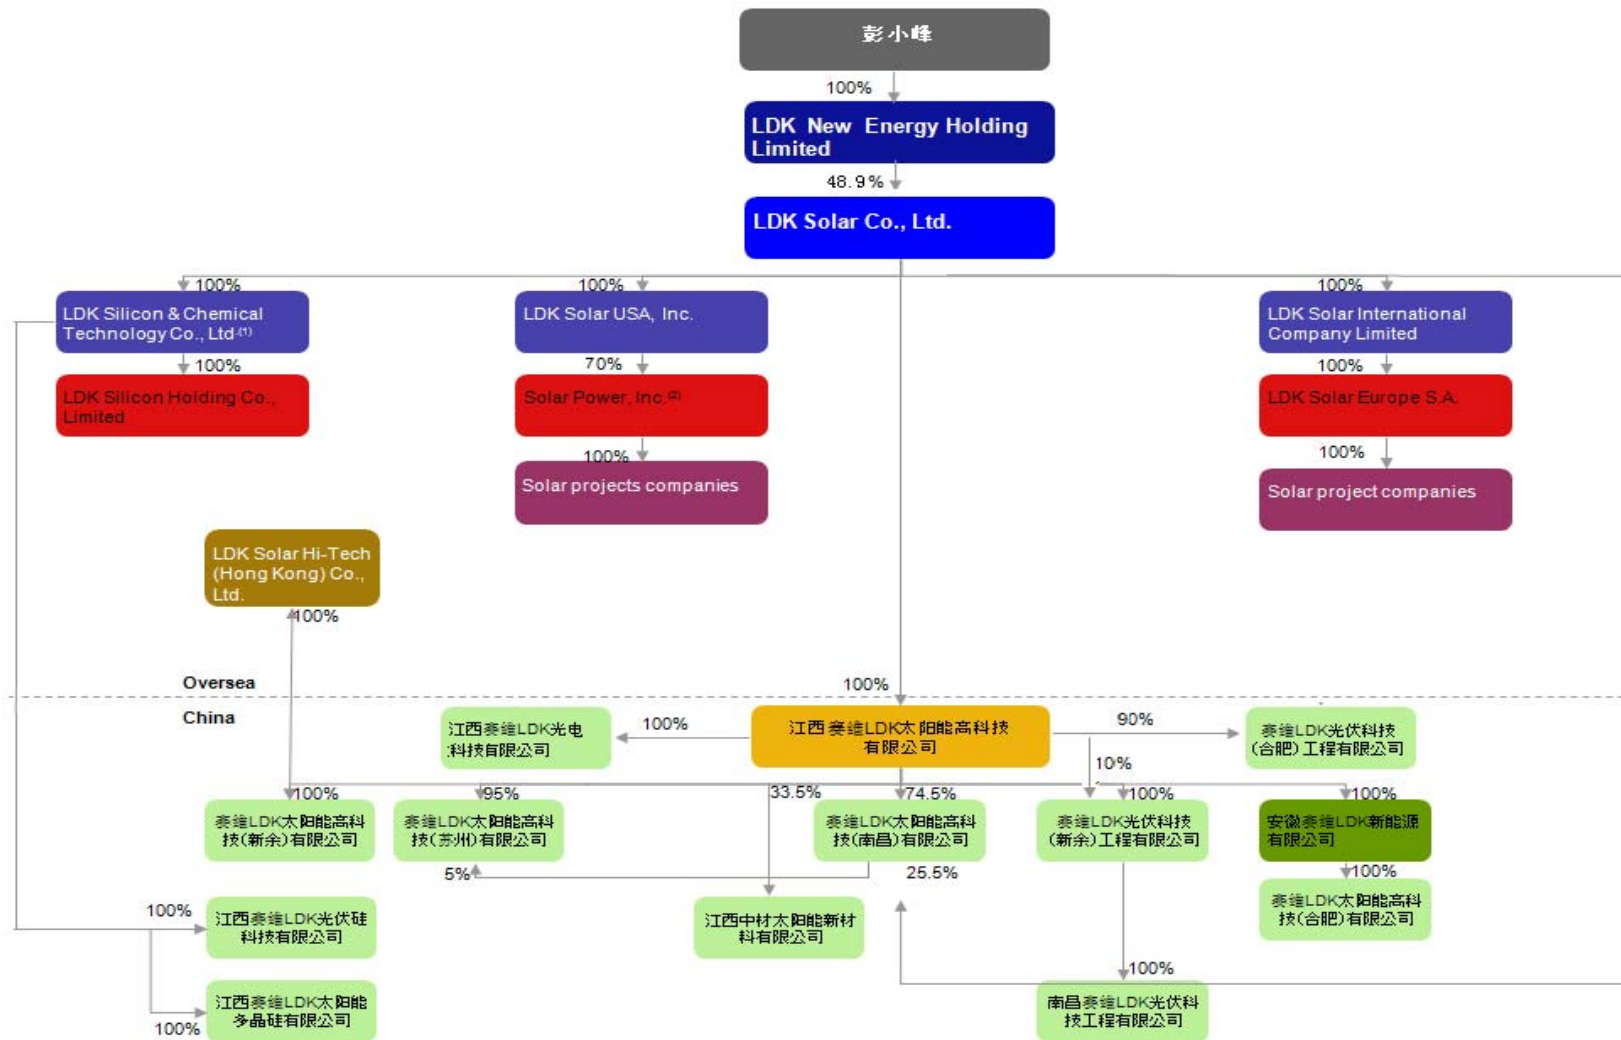 彭小峰
100%
LDK New Energy Holding
Limited
48.9%
LDK Solar Co., Ltd.
100%
100%
100%
LDK Silicon & Chemical
Technology Co., Ltd.(1)
LDK Solar USA, Inc.
LDK Solar International
Company Limited
100%
70%
100%
LDK Silicon Holding Co.,
Limited
Solar Power, Inc.(2)
LDK Solar Europe S.A.
100%
100%
Solar projects companies
Solar project companies
LDK Solar Hi-Tech
(Hong Kong) Co.,
Ltd.
100%
Oversea
100%
China
江西赛维LDK光电
科技有限公司
100%
江西赛维LDK太阳能高科技
有限公司
90%
赛维LDK光伏科技
(合肥)工程有限公司
10%
100%
95%
33.5%
74.5%
100%
100%
赛维LDK太阳能高科
技(新余)有限公司
赛维LDK太阳能高科
技(苏州)有限公司
赛维LDK太阳能高科
技(南昌)有限公司
赛维LDK光伏科技
(新余)工程有限公司
安徽赛维LDK新能源
有限公司
5%
25.5%
100%
100%
江西赛维LDK光伏硅
科技有限公司
江西中材太阳能新材
料有限公司
赛维LDK太阳能高科
技(合肥)有限公司
100%
100%
江西赛维LDK太阳能
多晶硅有限公司
南昌赛维LDK光伏科
技工程有限公司